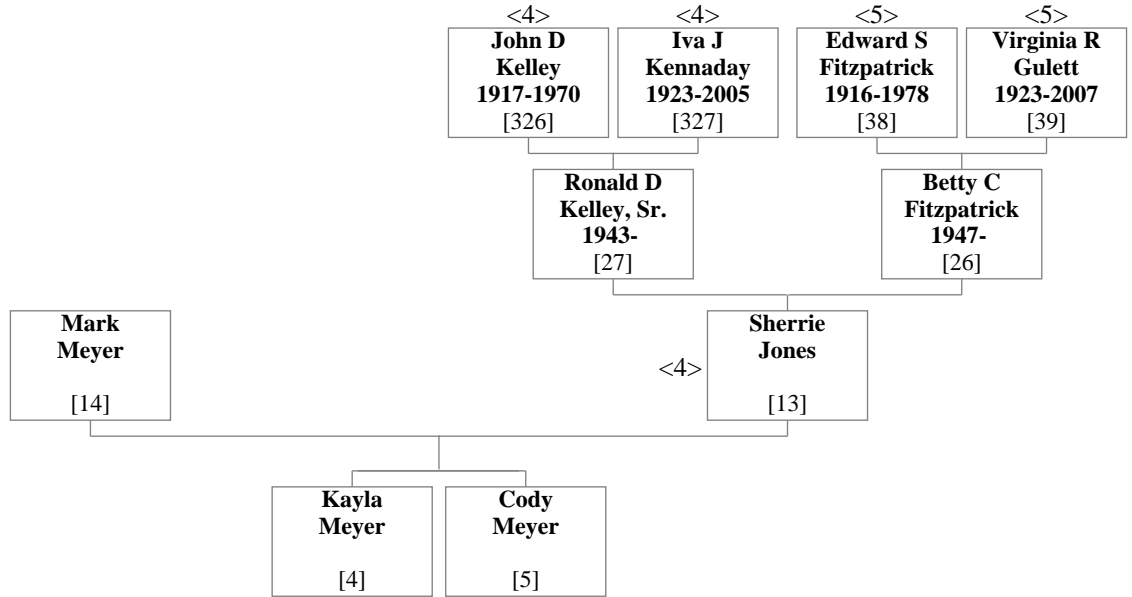 <4>
<4>
<5>
<5>
John D
Kelley
1917-1970
[326]
Iva J
Kennaday
1923-2005
[327]
Edward S
Fitzpatrick
1916-1978
[38]
Virginia R
Gulett
1923-2007
[39]
Ronald D
Kelley, Sr.
1943-
[27]
Betty C
Fitzpatrick
1947-
[26]
Mark
Meyer
[14]
<4>
Sherrie
Jones
[13]
Kayla
Meyer
[4]
Cody
Meyer
[5]